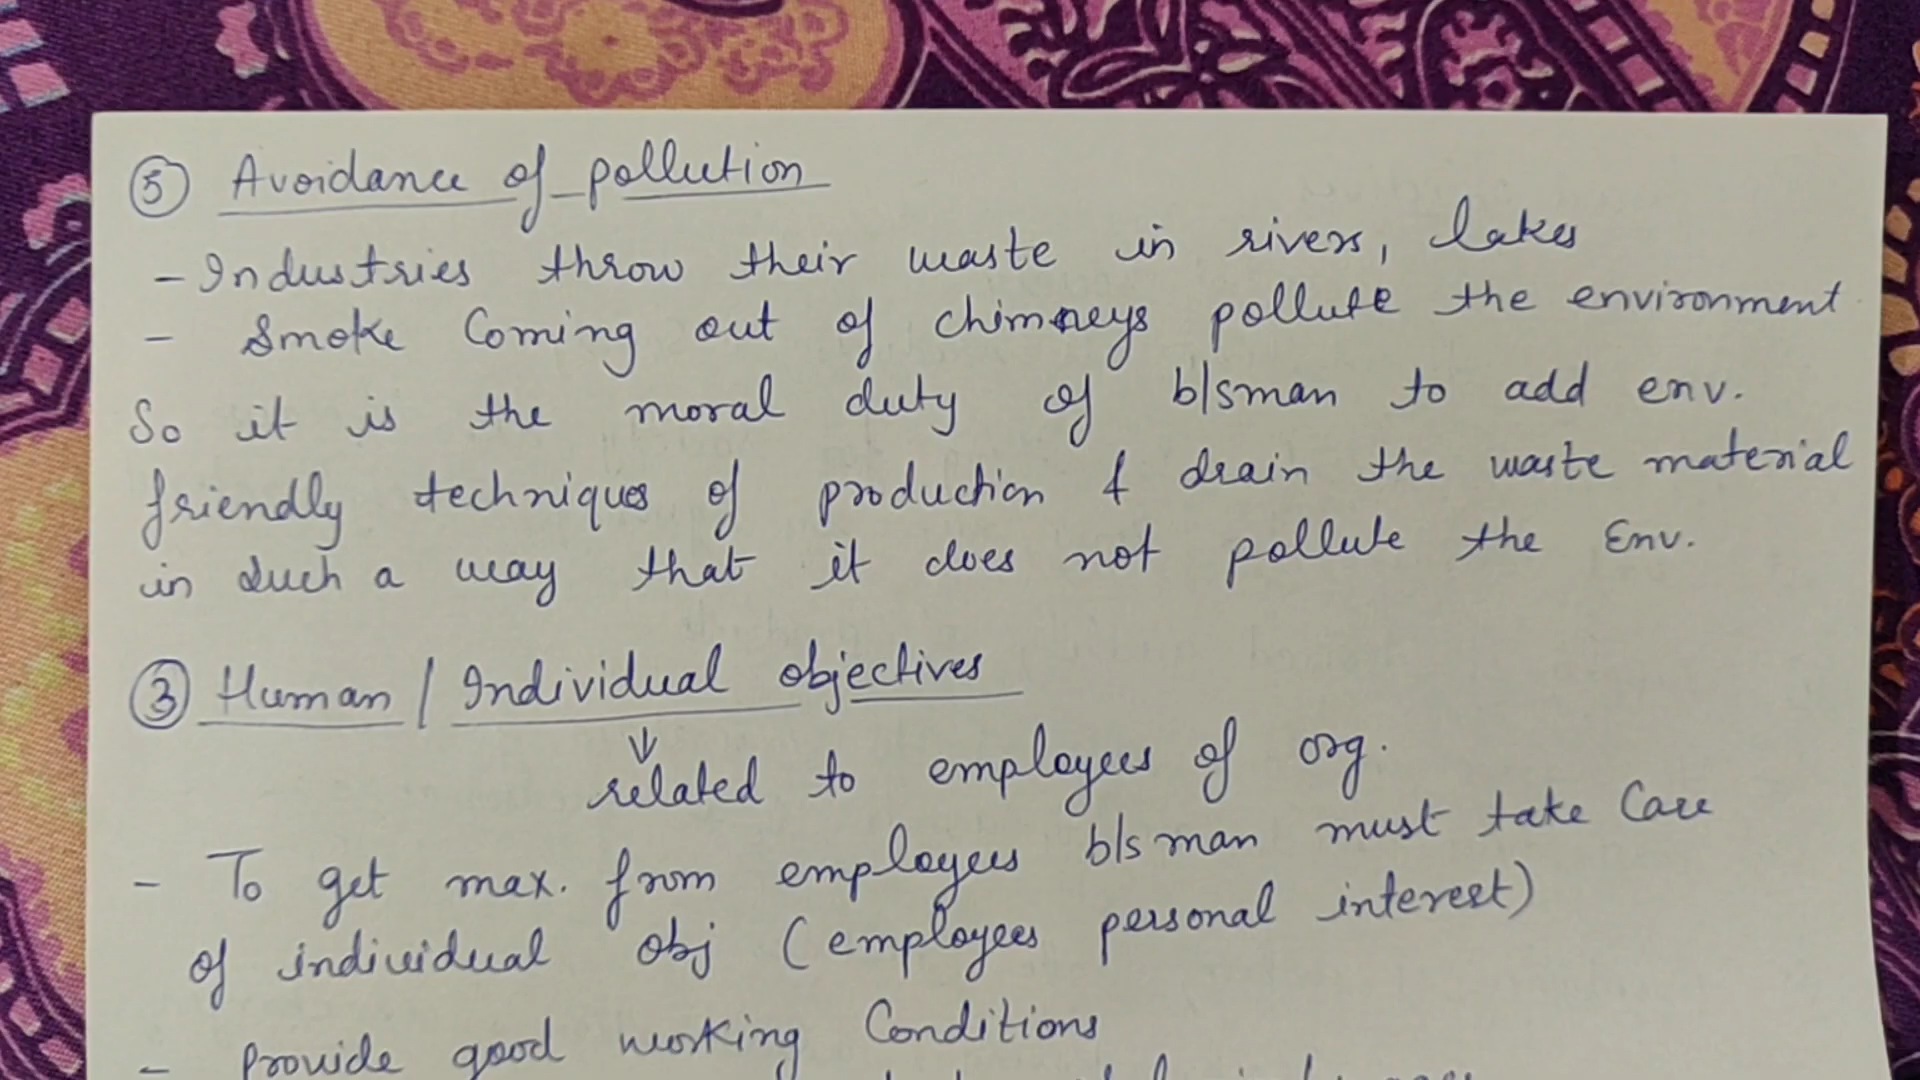 ⑤ Avoidance of pollution
- Industries throw their waste in rivers, lakes
- Smoke Coming out of chimneys pollute the environment
So it is the moral duty of b/sman to add env.
friendly techniques of production & drain the waste material
in such a way that it does not pollute the Env.
③ Human / Individual objectives
↓
related to employees of org.
- To get max. from employees b/s man must take Care
of individual obj (employees personal interest)
- Provide good working Conditions